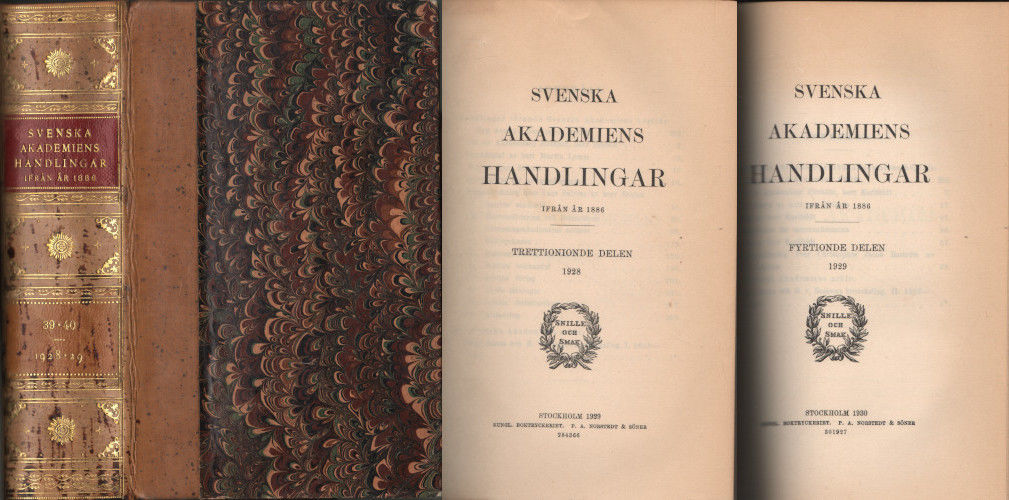 SVENSKA
AKADEMIENS
HANDLINGAR
IFRÅN ÅR 1886
39·40
1928·29
SVENSKA
AKADEMIENS
HANDLINGAR
IFRÅN ÅR 1886
TRETTIONIONDE DELEN
1928
SNILLE
OCH
SMAK
STOCKHOLM 1929
KUNGL. BOKTRYCKERIET. P. A. NORSTEDT & SÖNER
284366
SVENSKA
AKADEMIENS
HANDLINGAR
IFRÅN ÅR 1886
FYRTIONDE DELEN
1929
SNILLE
OCH
SMAK
STOCKHOLM 1930
KUNGL. BOKTRYCKERIET. P. A. NORSTEDT & SÖNER
301927